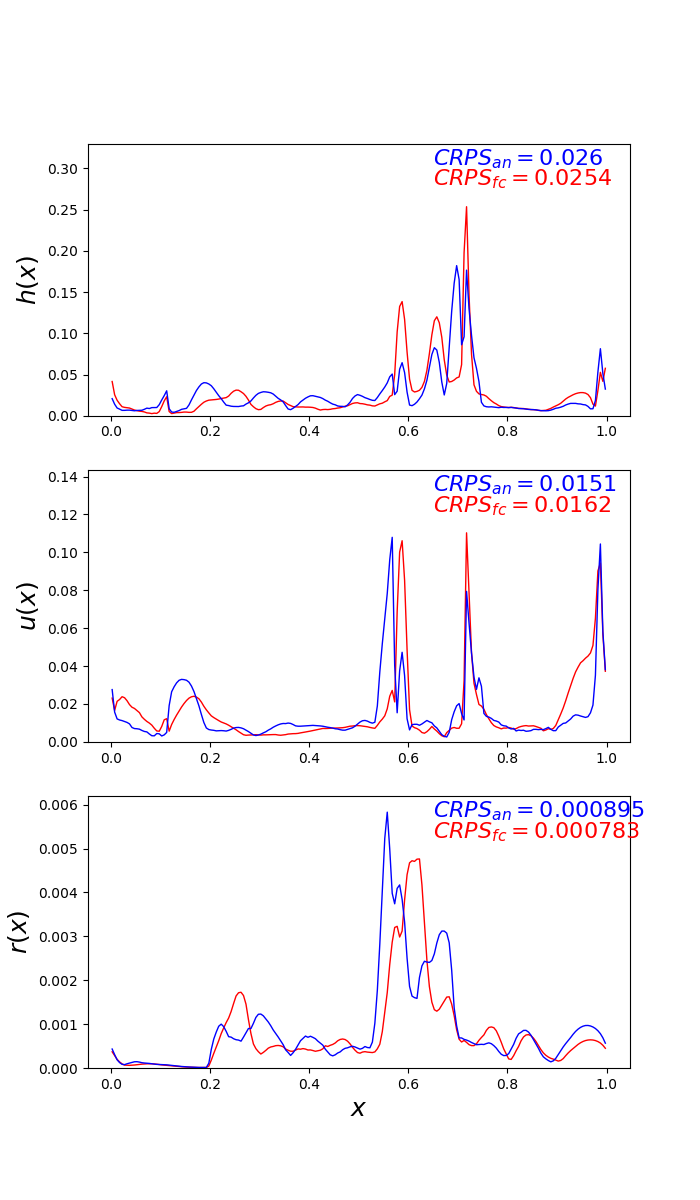 CRPS_an = 0.026
CRPS_fc = 0.0254
h(x)
0.30
0.25
0.20
0.15
0.10
0.05
0.00
0.0 0.2 0.4 0.6 0.8 1.0
CRPS_an = 0.0151
CRPS_fc = 0.0162
u(x)
0.14
0.12
0.10
0.08
0.06
0.04
0.02
0.00
0.0 0.2 0.4 0.6 0.8 1.0
CRPS_an = 0.000895
CRPS_fc = 0.000783
r(x)
0.006
0.005
0.004
0.003
0.002
0.001
0.000
0.0 0.2 0.4 0.6 0.8 1.0
x